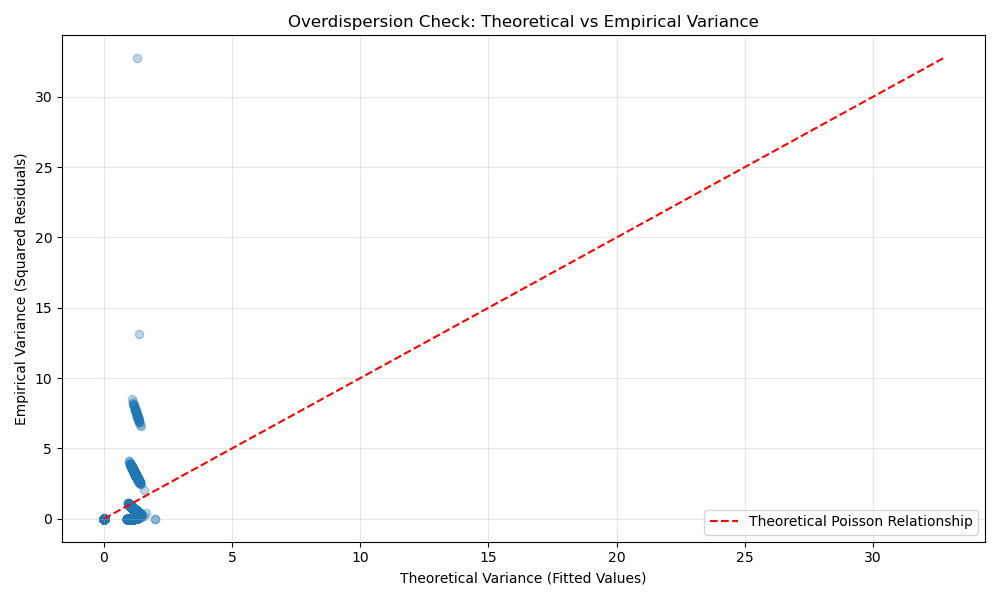 Overdispersion Check: Theoretical vs Empirical Variance
Empirical Variance (Squared Residuals)
30
25
20
15
10
5
0
0 5 10 15 20 25 30
Theoretical Poisson Relationship
Theoretical Variance (Fitted Values)